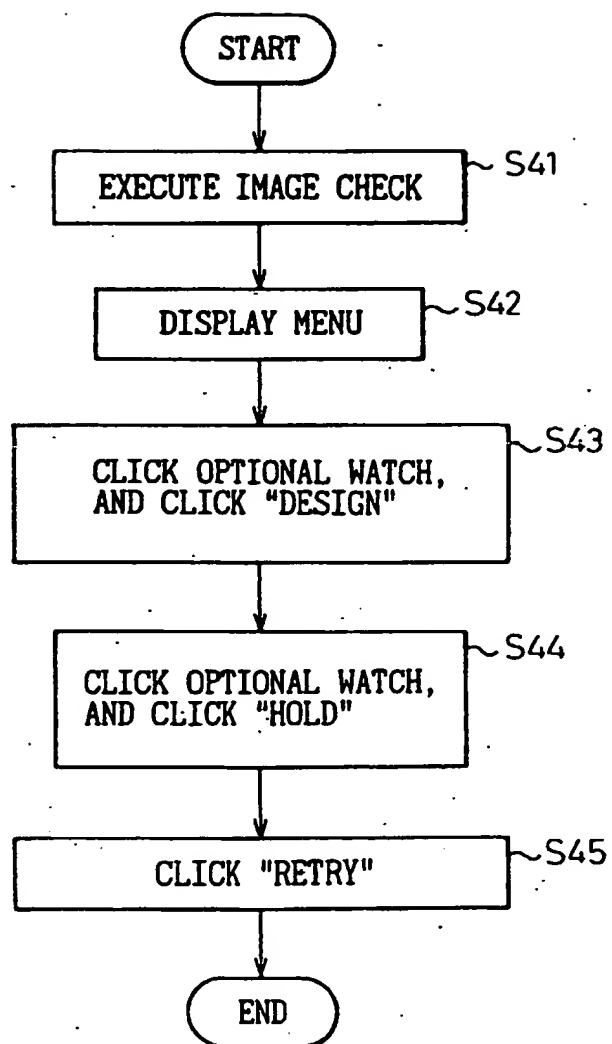 START
EXECUTE IMAGE CHECK
S41
DISPLAY MENU
S42
CLICK OPTIONAL WATCH,
AND CLICK "DESIGN"
S43
CLICK OPTIONAL WATCH,
AND CLICK "HOLD"
S44
CLICK "RETRY"
S45
END